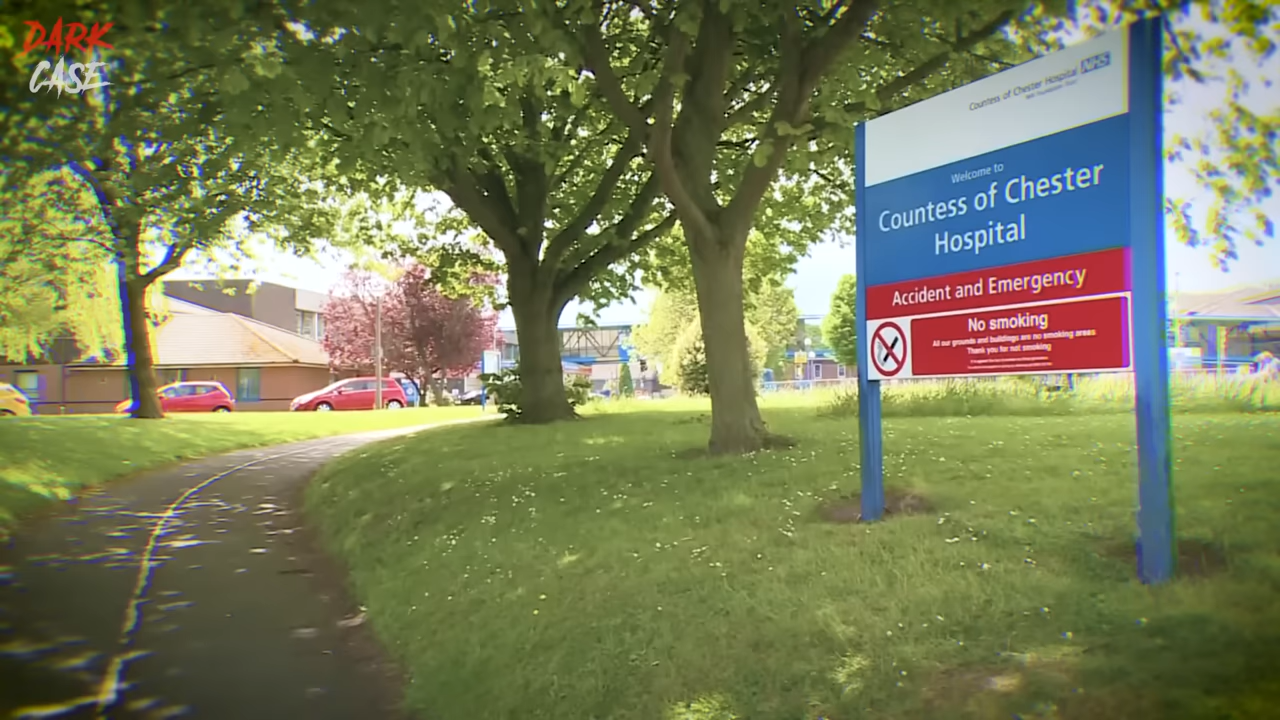 DARK
CASE
Countess of Chester Hospital NHS
Welcome to
Countess of Chester
Hospital
Accident and Emergency
No smoking
All our grounds and buildings are no smoking areas
Thank you for not smoking